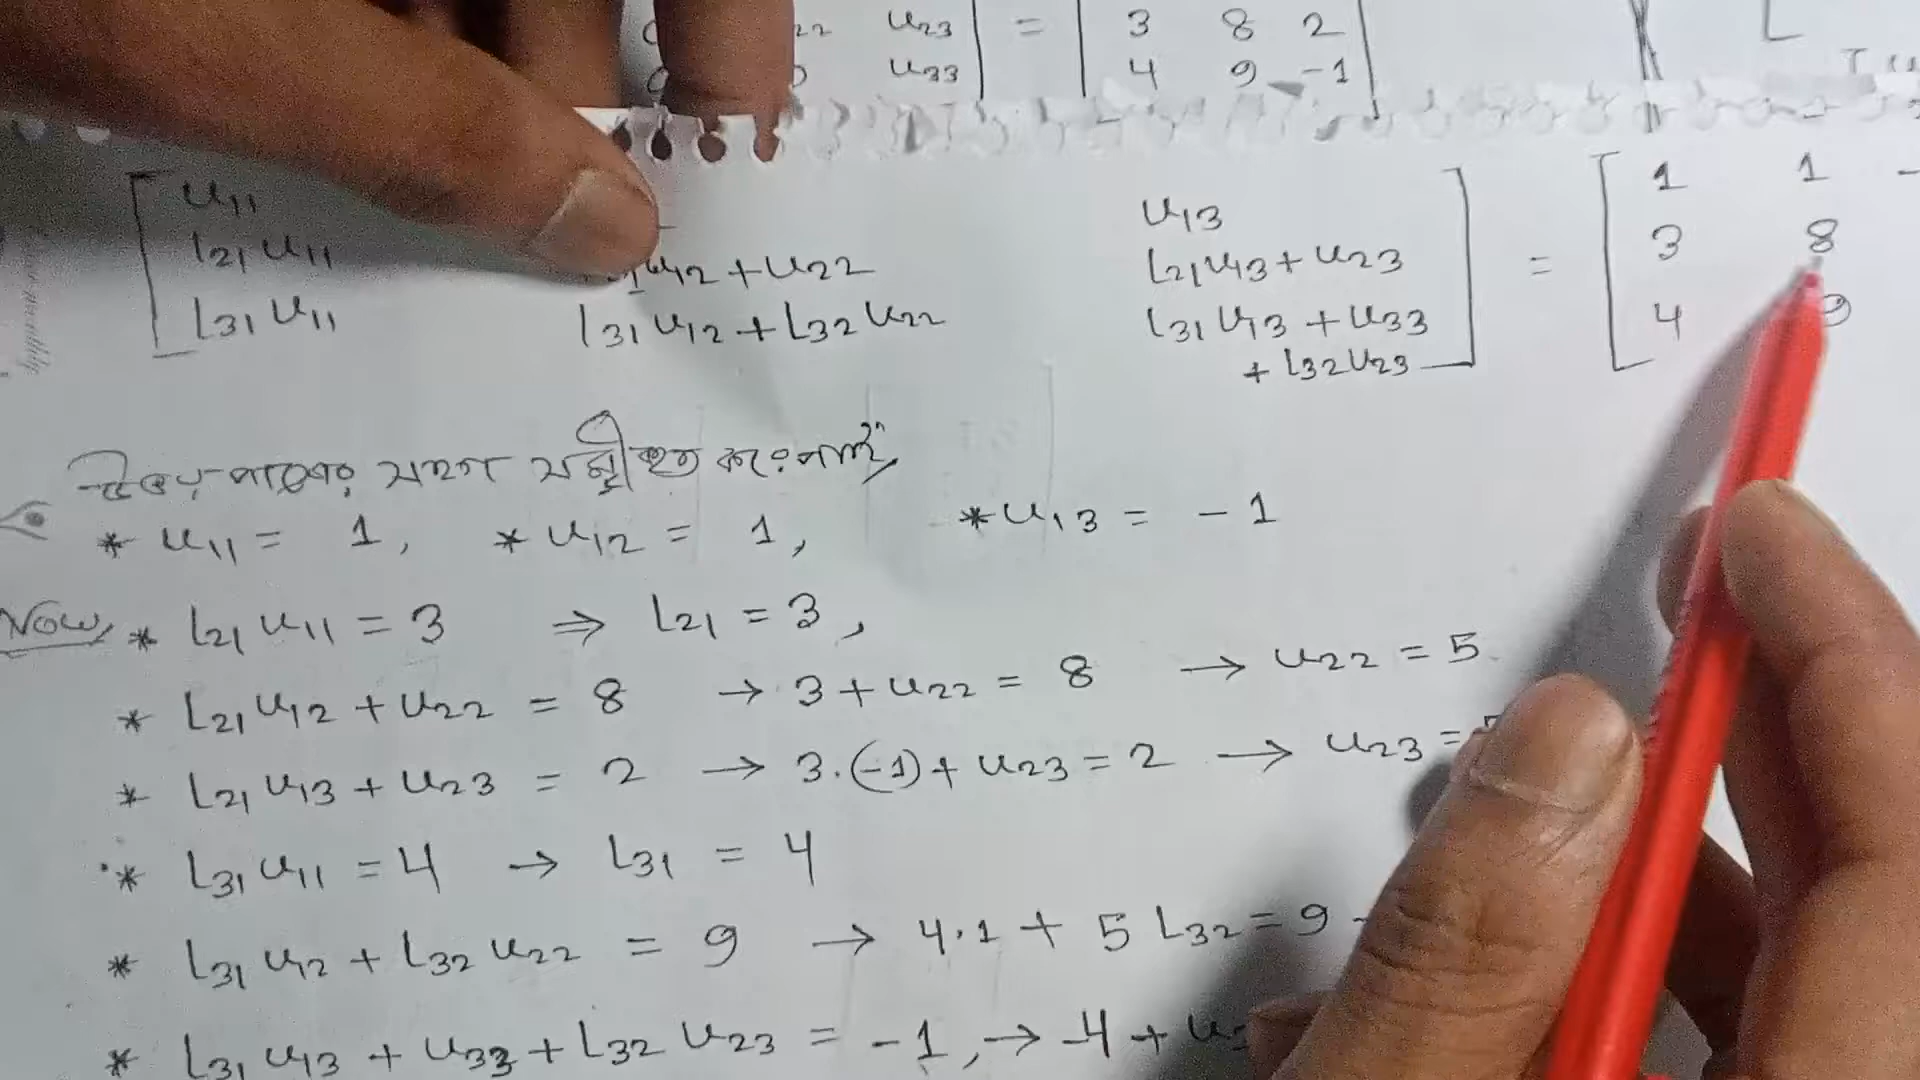 22 u23 = 3 8 2
u33 4 9 -1
u11 u13 1 1 -
L21 u11 u12 + u22 L21 u13 + u23 = 3 8
L31 u11 L31 u12 + L32 u22 L31 u13 + u33 4 9
+ L32 u23
* u11 = 1, * u12 = 1, * u13 = -1
Now, * L21 u11 = 3 ⇒ L21 = 3,
* L21 u12 + u22 = 8 → 3 + u22 = 8 → u22 = 5
* L21 u13 + u23 = 2 → 3.(-1) + u23 = 2 → u23 =
* L31 u11 = 4 → L31 = 4
* L31 u12 + L32 u22 = 9 → 4.1 + 5 L32 = 9
* L31 u13 + u33 + L32 u23 = -1, → -4 +